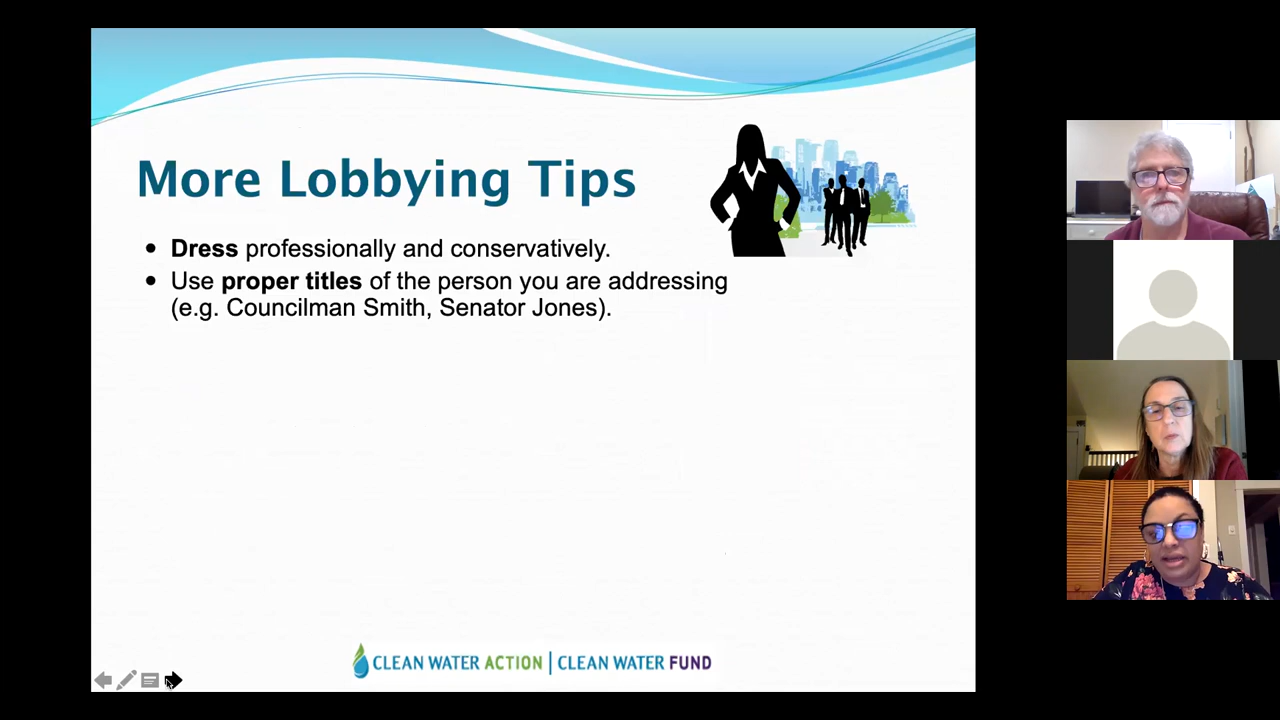 More Lobbying Tips
• Dress professionally and conservatively.
• Use proper titles of the person you are addressing
(e.g. Councilman Smith, Senator Jones).
CLEAN WATER ACTION | CLEAN WATER FUND